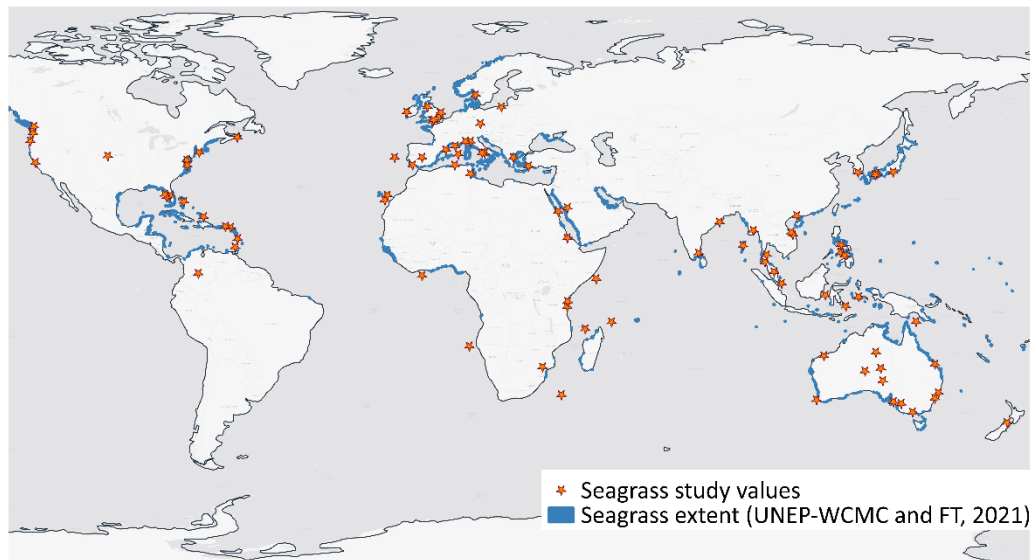 Seagrass study values
Seagrass extent (UNEP-WCMC and FT, 2021)